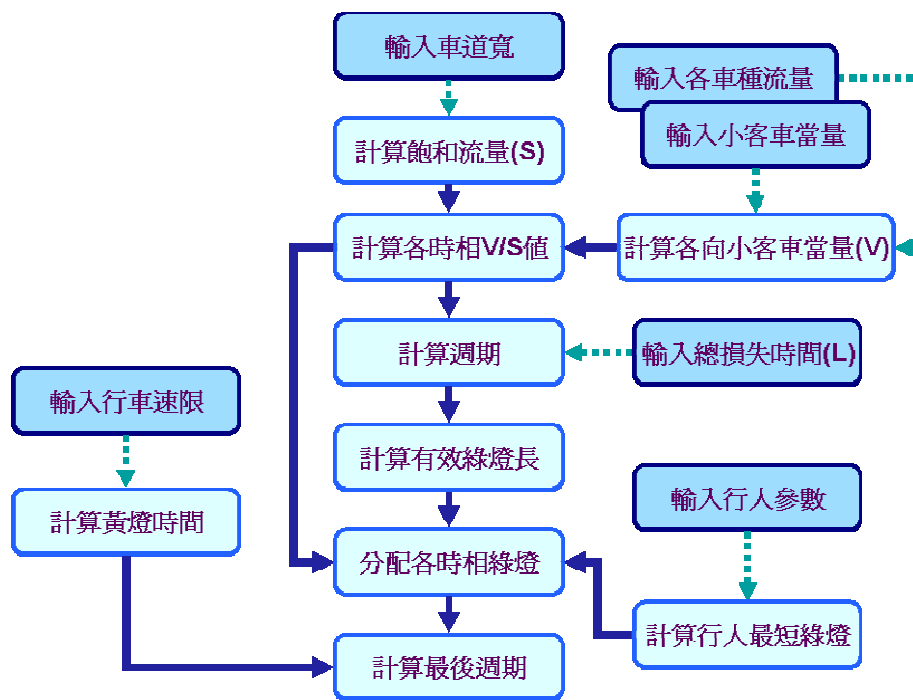 輸入車道寬
輸入各車種流量
輸入小客車當量
計算飽和流量(S)
計算各時相V/S值
計算各向小客車當量(V)
計算週期
輸入總損失時間(L)
輸入行車速限
計算有效綠燈長
輸入行人參數
計算黃燈時間
分配各時相綠燈
計算行人最短綠燈
計算最後週期